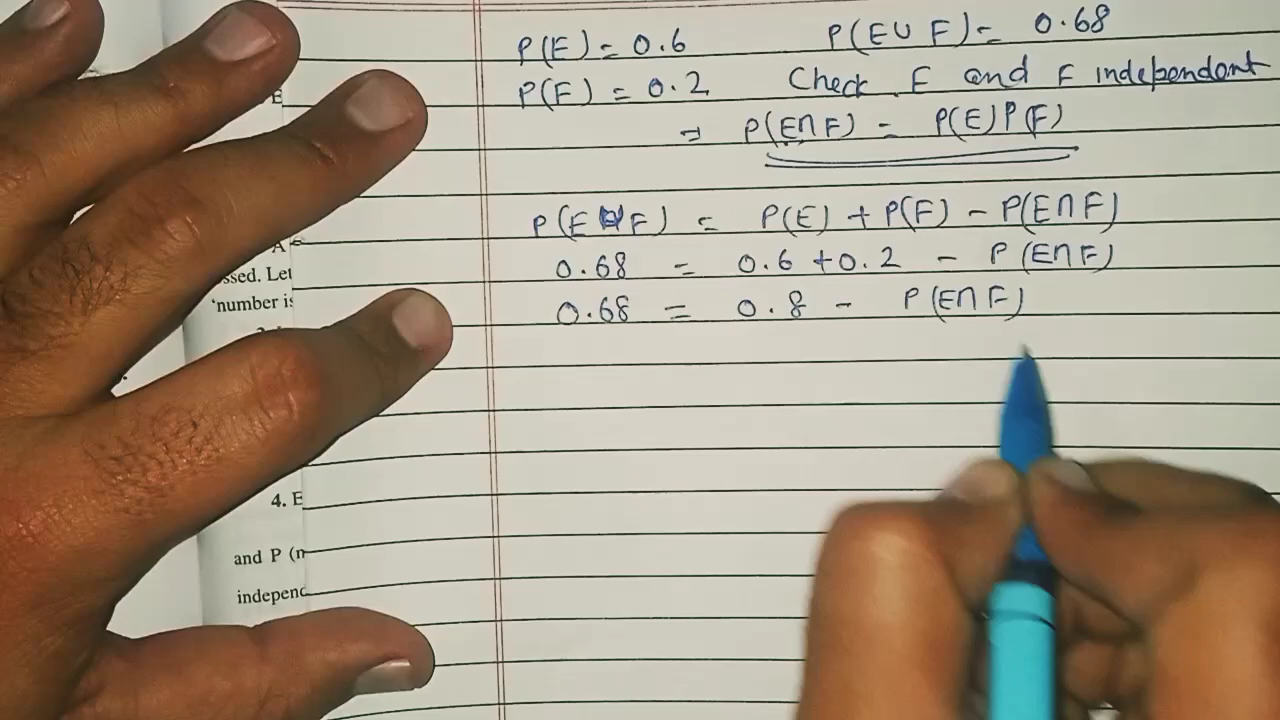 P(E) = 0.6 P(E∪F) = 0.68
P(F) = 0.2 Check E and F independent
⇒ P(E∩F) = P(E)P(F)
P(E∪F) = P(E) + P(F) - P(E∩F)
0.68 = 0.6 + 0.2 - P(E∩F)
0.68 = 0.8 - P(E∩F)
E
A
ssed. Let
'number is
4. E
and P (n
independ